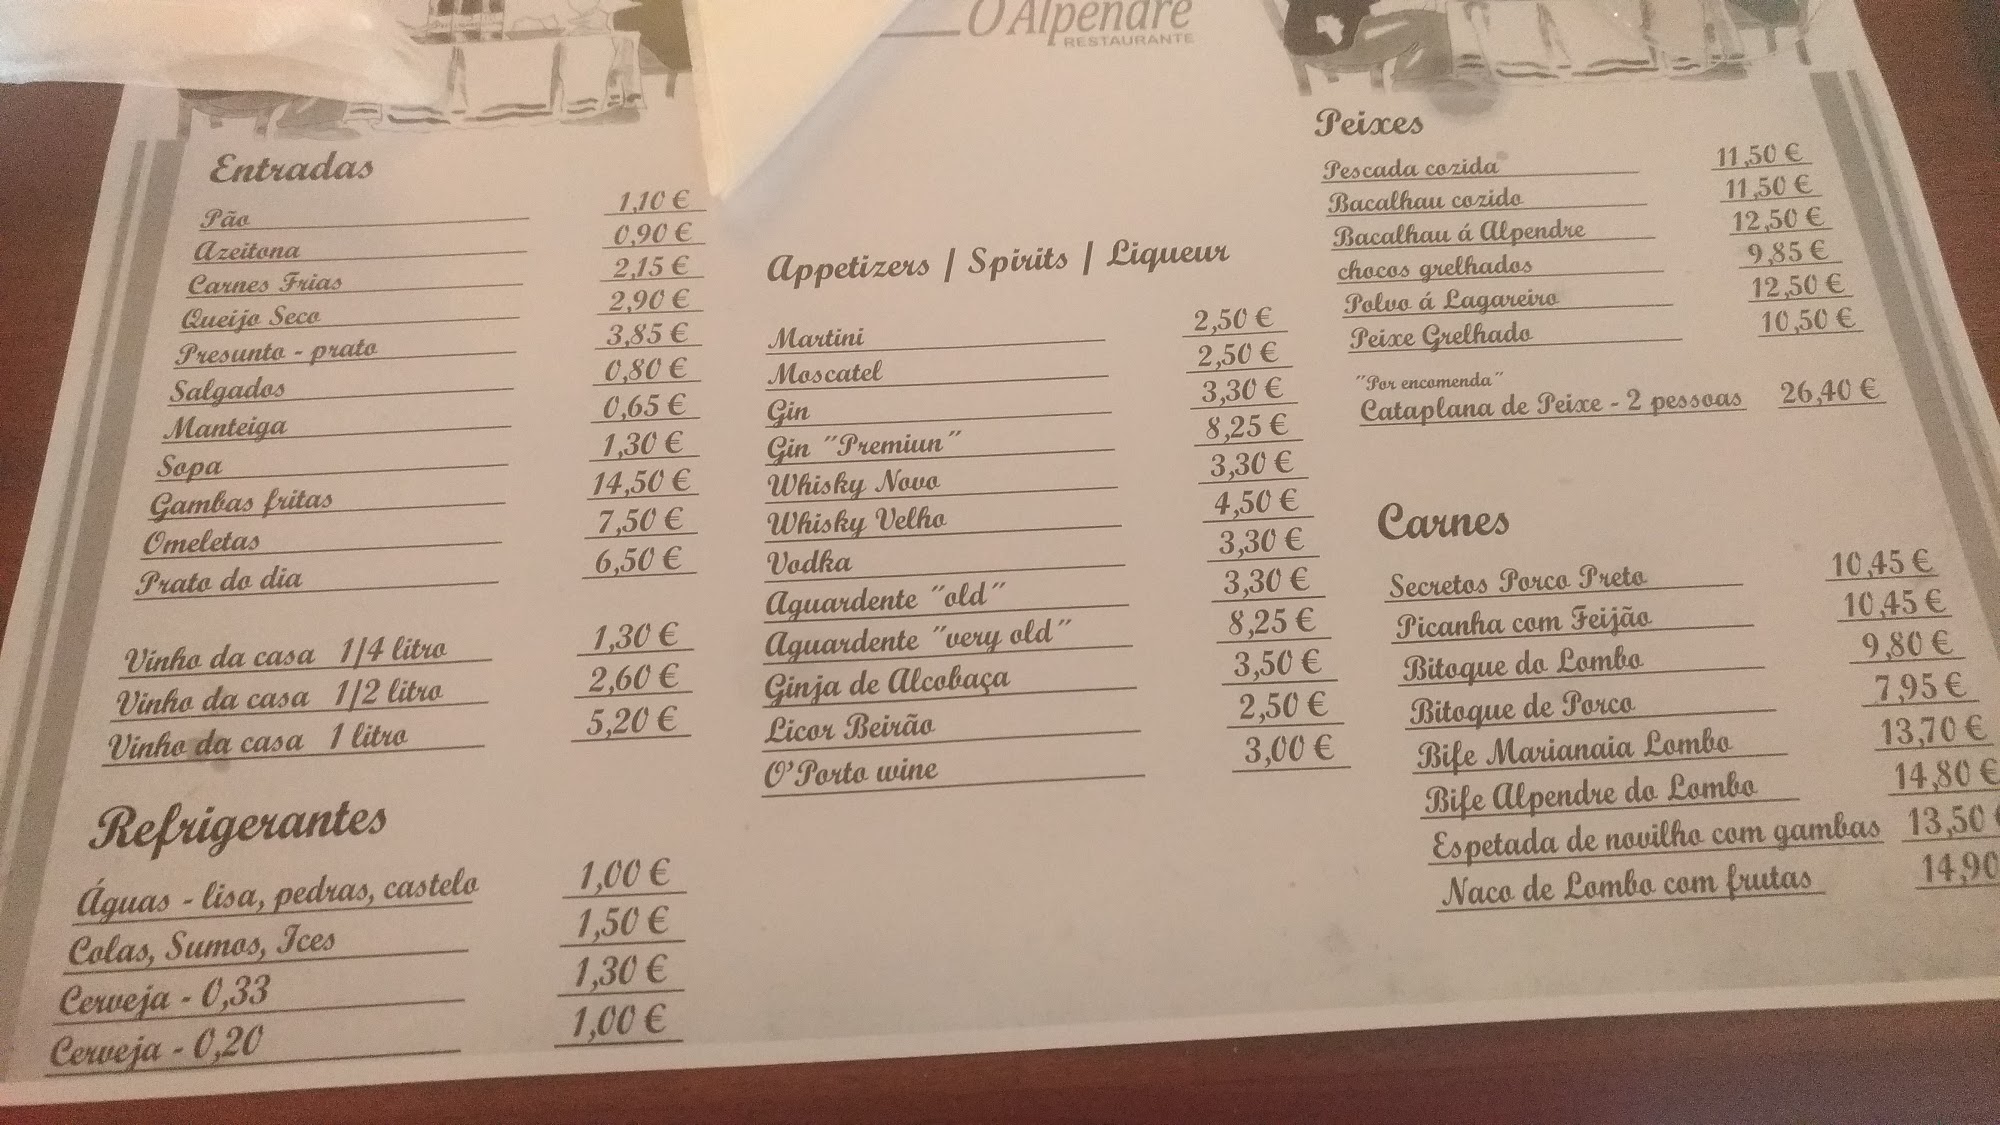 O Alpendre
RESTAURANTE
Entradas
Pão 1,10 €
Azeitona 0,90 €
Carnes Frias 2,15 €
Queijo Seco 2,90 €
Presunto - prato 3,85 €
Salgados 0,80 €
Manteiga 0,65 €
Sopa 1,30 €
Gambas fritas 14,50 €
Omeletas 7,50 €
Prato do dia 6,50 €
Vinho da casa 1/4 litro 1,30 €
Vinho da casa 1/2 litro 2,60 €
Vinho da casa 1 litro 5,20 €
Refrigerantes
Águas - lisa, pedras, castelo 1,00 €
Colas, Sumos, Ices 1,50 €
Cerveja - 0,33 1,30 €
Cerveja - 0,20 1,00 €
Appetizers | Spirits | Liqueur
Martini 2,50 €
Moscatel 2,50 €
Gin 3,30 €
Gin "Premiun" 8,25 €
Whisky Novo 3,30 €
Whisky Velho 4,50 €
Vodka 3,30 €
Aguardente "old" 3,30 €
Aguardente "very old" 8,25 €
Ginja de Alcobaça 3,50 €
Licor Beirão 2,50 €
O'Porto wine 3,00 €
Peixes
Pescada cozida 11,50 €
Bacalhau cozido 11,50 €
Bacalhau á Alpendre 12,50 €
chocos grelhados 9,85 €
Polvo á Lagareiro 12,50 €
Peixe Grelhado 10,50 €
"Por encomenda"
Cataplana de Peixe - 2 pessoas 26,40 €
Carnes
Secretos Porco Preto 10,45 €
Picanha com Feijão 10,45 €
Bitoque do Lombo 9,80 €
Bitoque de Porco 7,95 €
Bife Marianaia Lombo 13,70 €
Bife Alpendre do Lombo 14,80 €
Espetada de novilho com gambas 13,50 €
Naco de Lombo com frutas 14,90